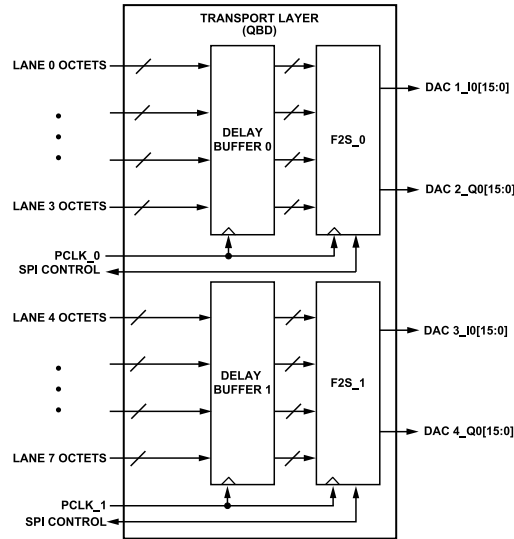 TRANSPORT LAYER
(QBD)
LANE 0 OCTETS
DELAY
BUFFER 0
F2S_0
DAC 1_I0[15:0]
DAC 2_Q0[15:0]
LANE 3 OCTETS
PCLK_0
SPI CONTROL
LANE 4 OCTETS
DELAY
BUFFER 1
F2S_1
DAC 3_I0[15:0]
DAC 4_Q0[15:0]
LANE 7 OCTETS
PCLK_1
SPI CONTROL